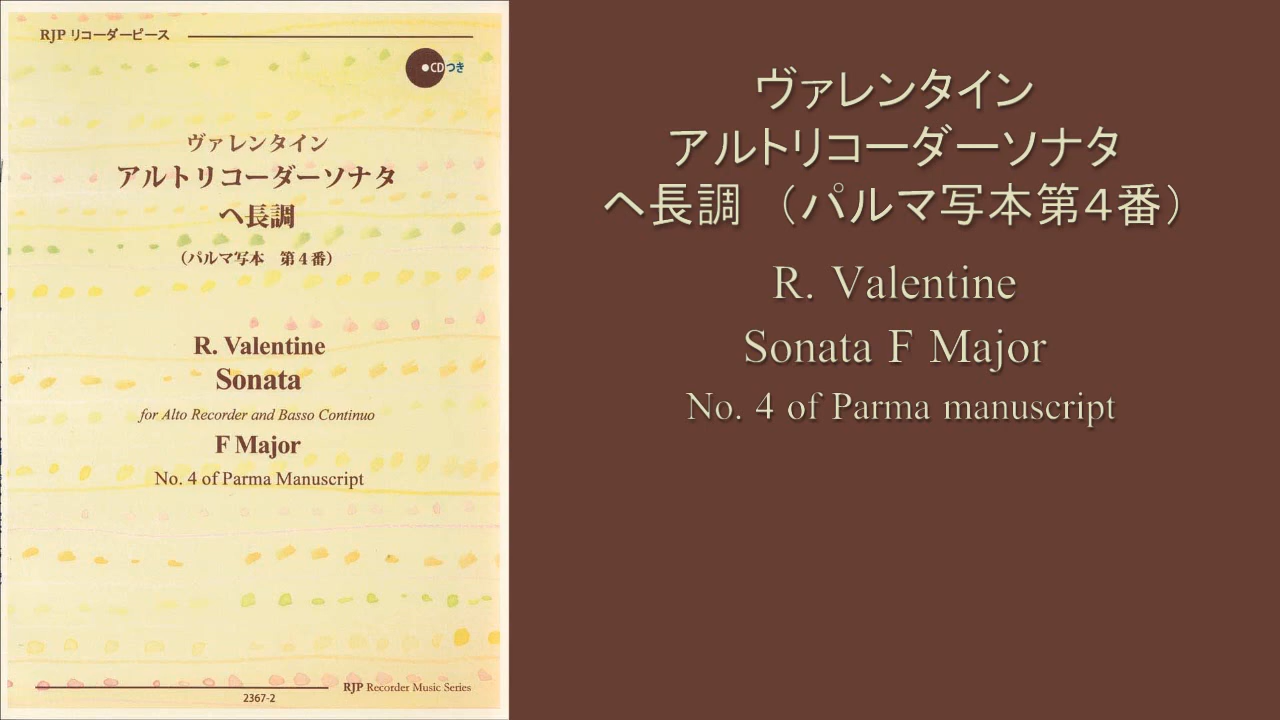 RJP リコーダーピース
CDつき
ヴァレンタイン
アルトリコーダーソナタ
ヘ長調
（パルマ写本　第４番）
R. Valentine
Sonata
for Alto Recorder and Basso Continuo
F Major
No. 4 of Parma Manuscript
RJP Recorder Music Series
2367-2
ヴァレンタイン
アルトリコーダーソナタ
ヘ長調　（パルマ写本第４番）
R. Valentine
Sonata F Major
No. 4 of Parma manuscript